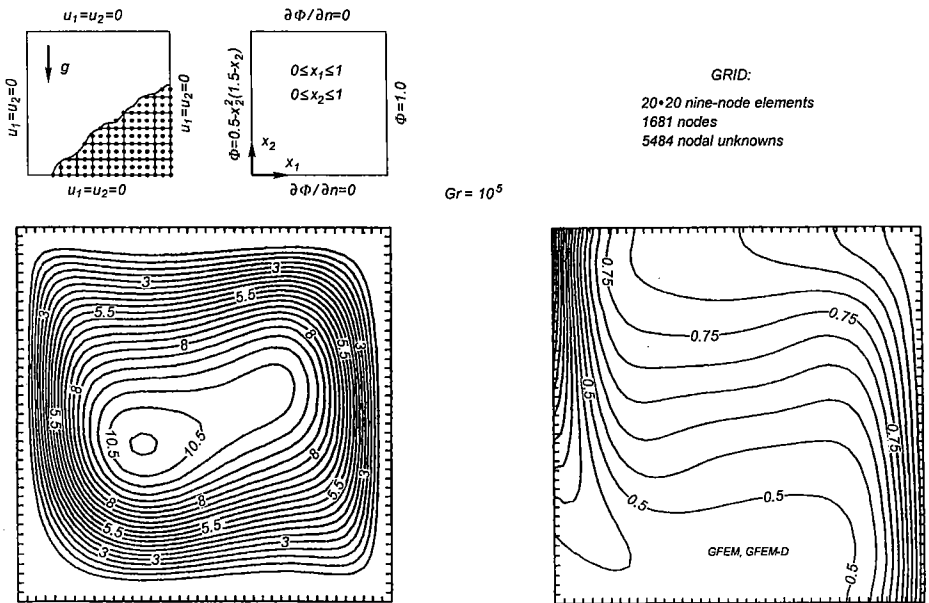 u₁=u₂=0
∂Φ/∂n=0
g
u₁=u₂=0
u₁=u₂=0
Φ=0.5-x₂²(1.5-x₂)
0≤x₁≤1
0≤x₂≤1
Φ=1.0
x₂
x₁
u₁=u₂=0
∂Φ/∂n=0
GRID:
20•20 nine-node elements
1681 nodes
5484 nodal unknowns
Gr = 10⁵
3
3
5.5
5.5
3
8
8
8
5.5
8
10.5
10.5
8
8
5.5
5.5
3
3
0.75
0.75
0.75
0.75
0.5
0.5
0.5
0.5
GFEM, GFEM-D